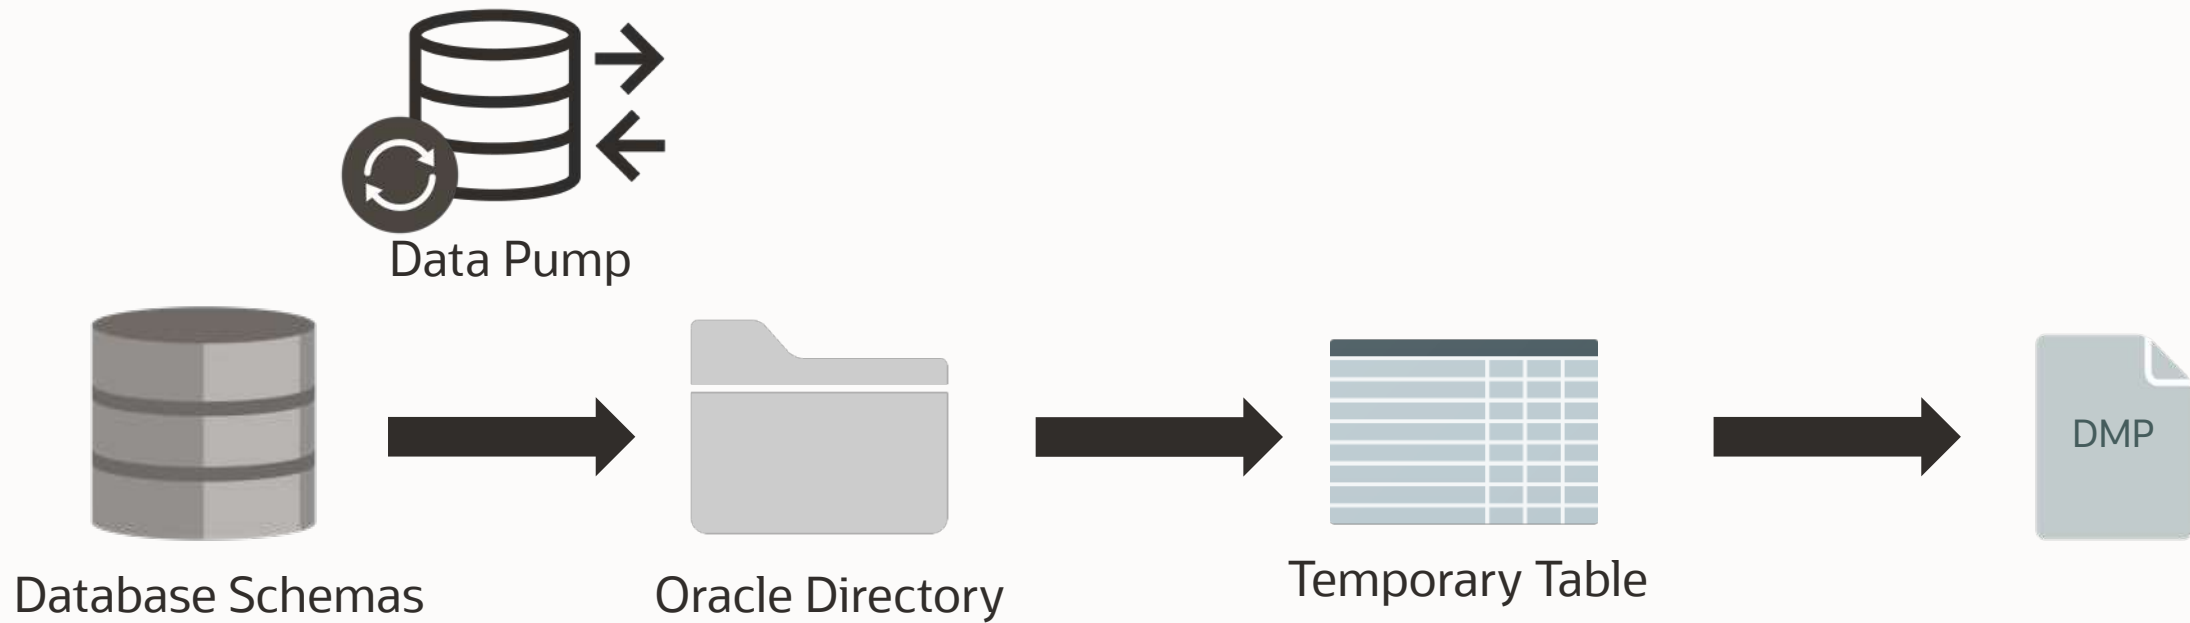 Data Pump
DMP
Database Schemas
Oracle Directory
Temporary Table